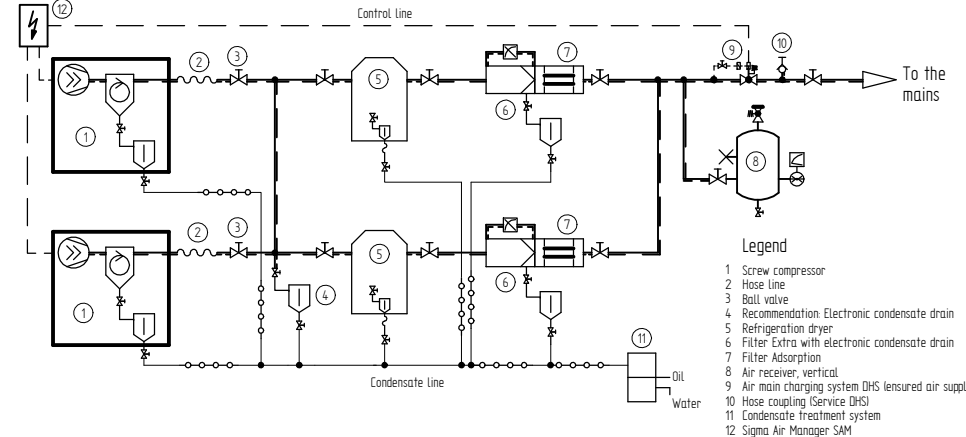 12
Control line
2
3
5
7
9
10
To the
mains
1
6
8
2
3
5
7
4
6
1
11
Oil
Water
Condensate line
Legend
1 Screw compressor
2 Hose line
3 Ball valve
4 Recommendation: Electronic condensate drain
5 Refrigeration dryer
6 Filter Extra with electronic condensate drain
7 Filter Adsorption
8 Air receiver, vertical
9 Air main charging system DHS (ensured air suppl
10 Hose coupling (Service DHS)
11 Condensate treatment system
12 Sigma Air Manager SAM